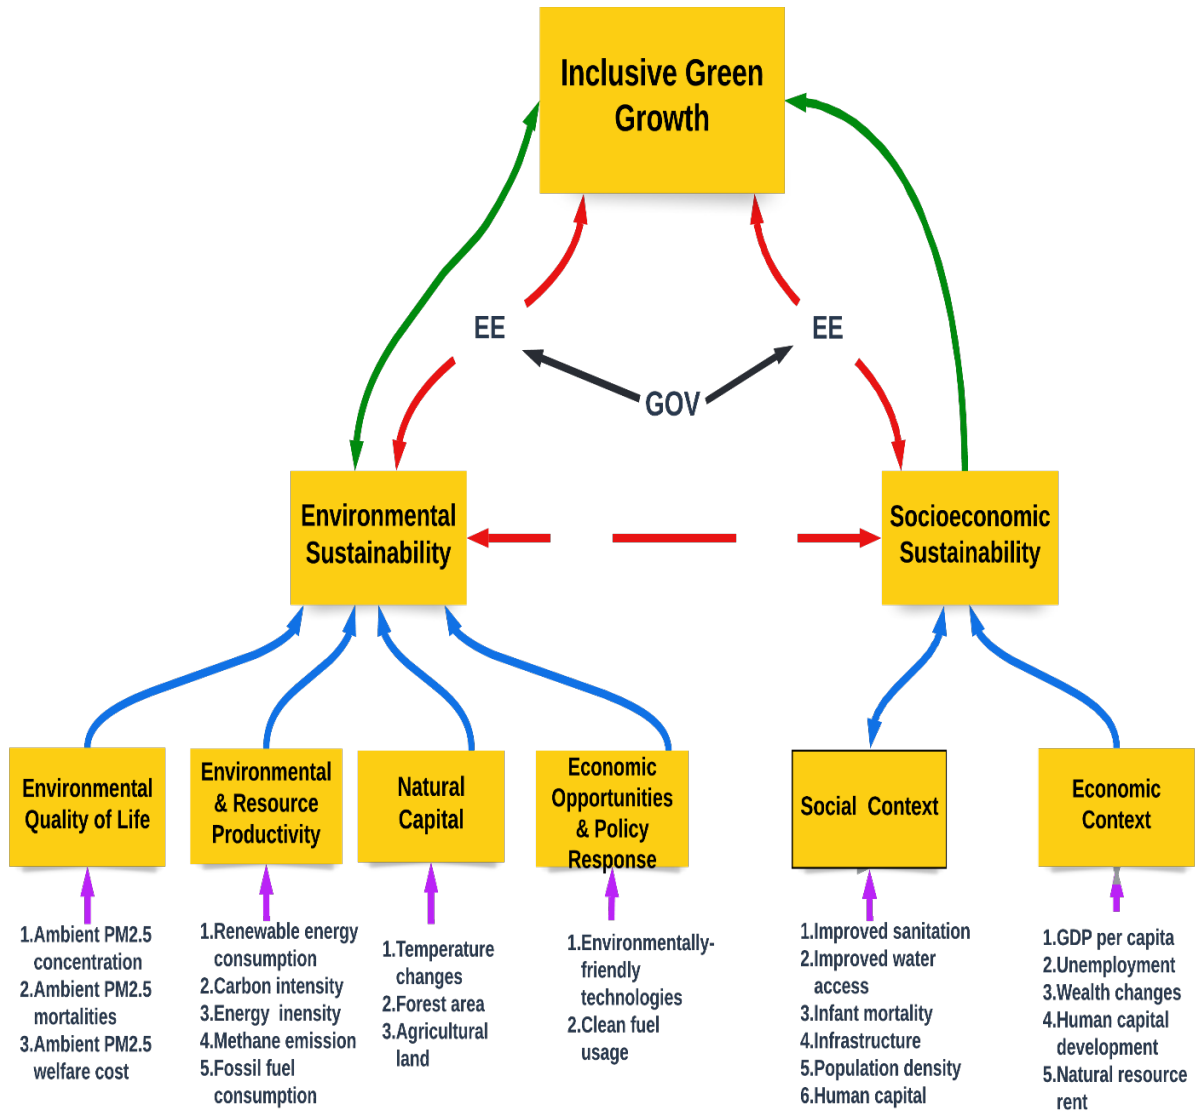 Inclusive Green
Growth
EE
EE
GOV
Environmental
Sustainability
Socioeconomic
Sustainability
Environmental
Quality of Life
Environmental
& Resource
Productivity
Natural
Capital
Economic
Opportunities
& Policy
Response
Social  Context
Economic
Context
1.Ambient PM2.5
concentration
2.Ambient PM2.5
mortalities
3.Ambient PM2.5
welfare cost
1.Renewable energy
consumption
2.Carbon intensity
3.Energy  inensity
4.Methane emission
5.Fossil fuel
consumption
1.Temperature
changes
2.Forest area
3.Agricultural
land
1.Environmentally-
friendly
technologies
2.Clean fuel
usage
1.Improved sanitation
2.Improved water
access
3.Infant mortality
4.Infrastructure
5.Population density
6.Human capital
1.GDP per capita
2.Unemployment
3.Wealth changes
4.Human capital
development
5.Natural resource
rent